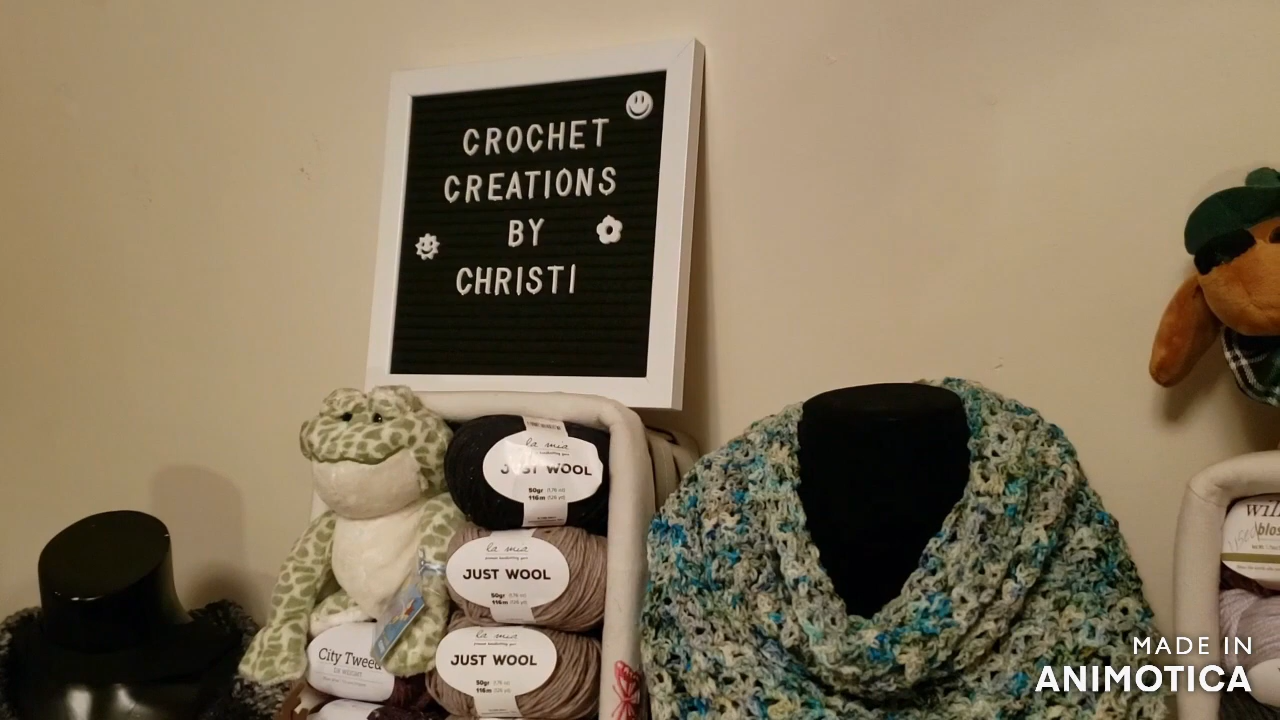 CROCHET
CREATIONS
BY
CHRISTI
la mia
JUST WOOL
50gr
116m
la mia
JUST WOOL
50gr
116m
la mia
JUST WOOL
50gr
116m
City Tweed
MADE IN
ANIMOTICA